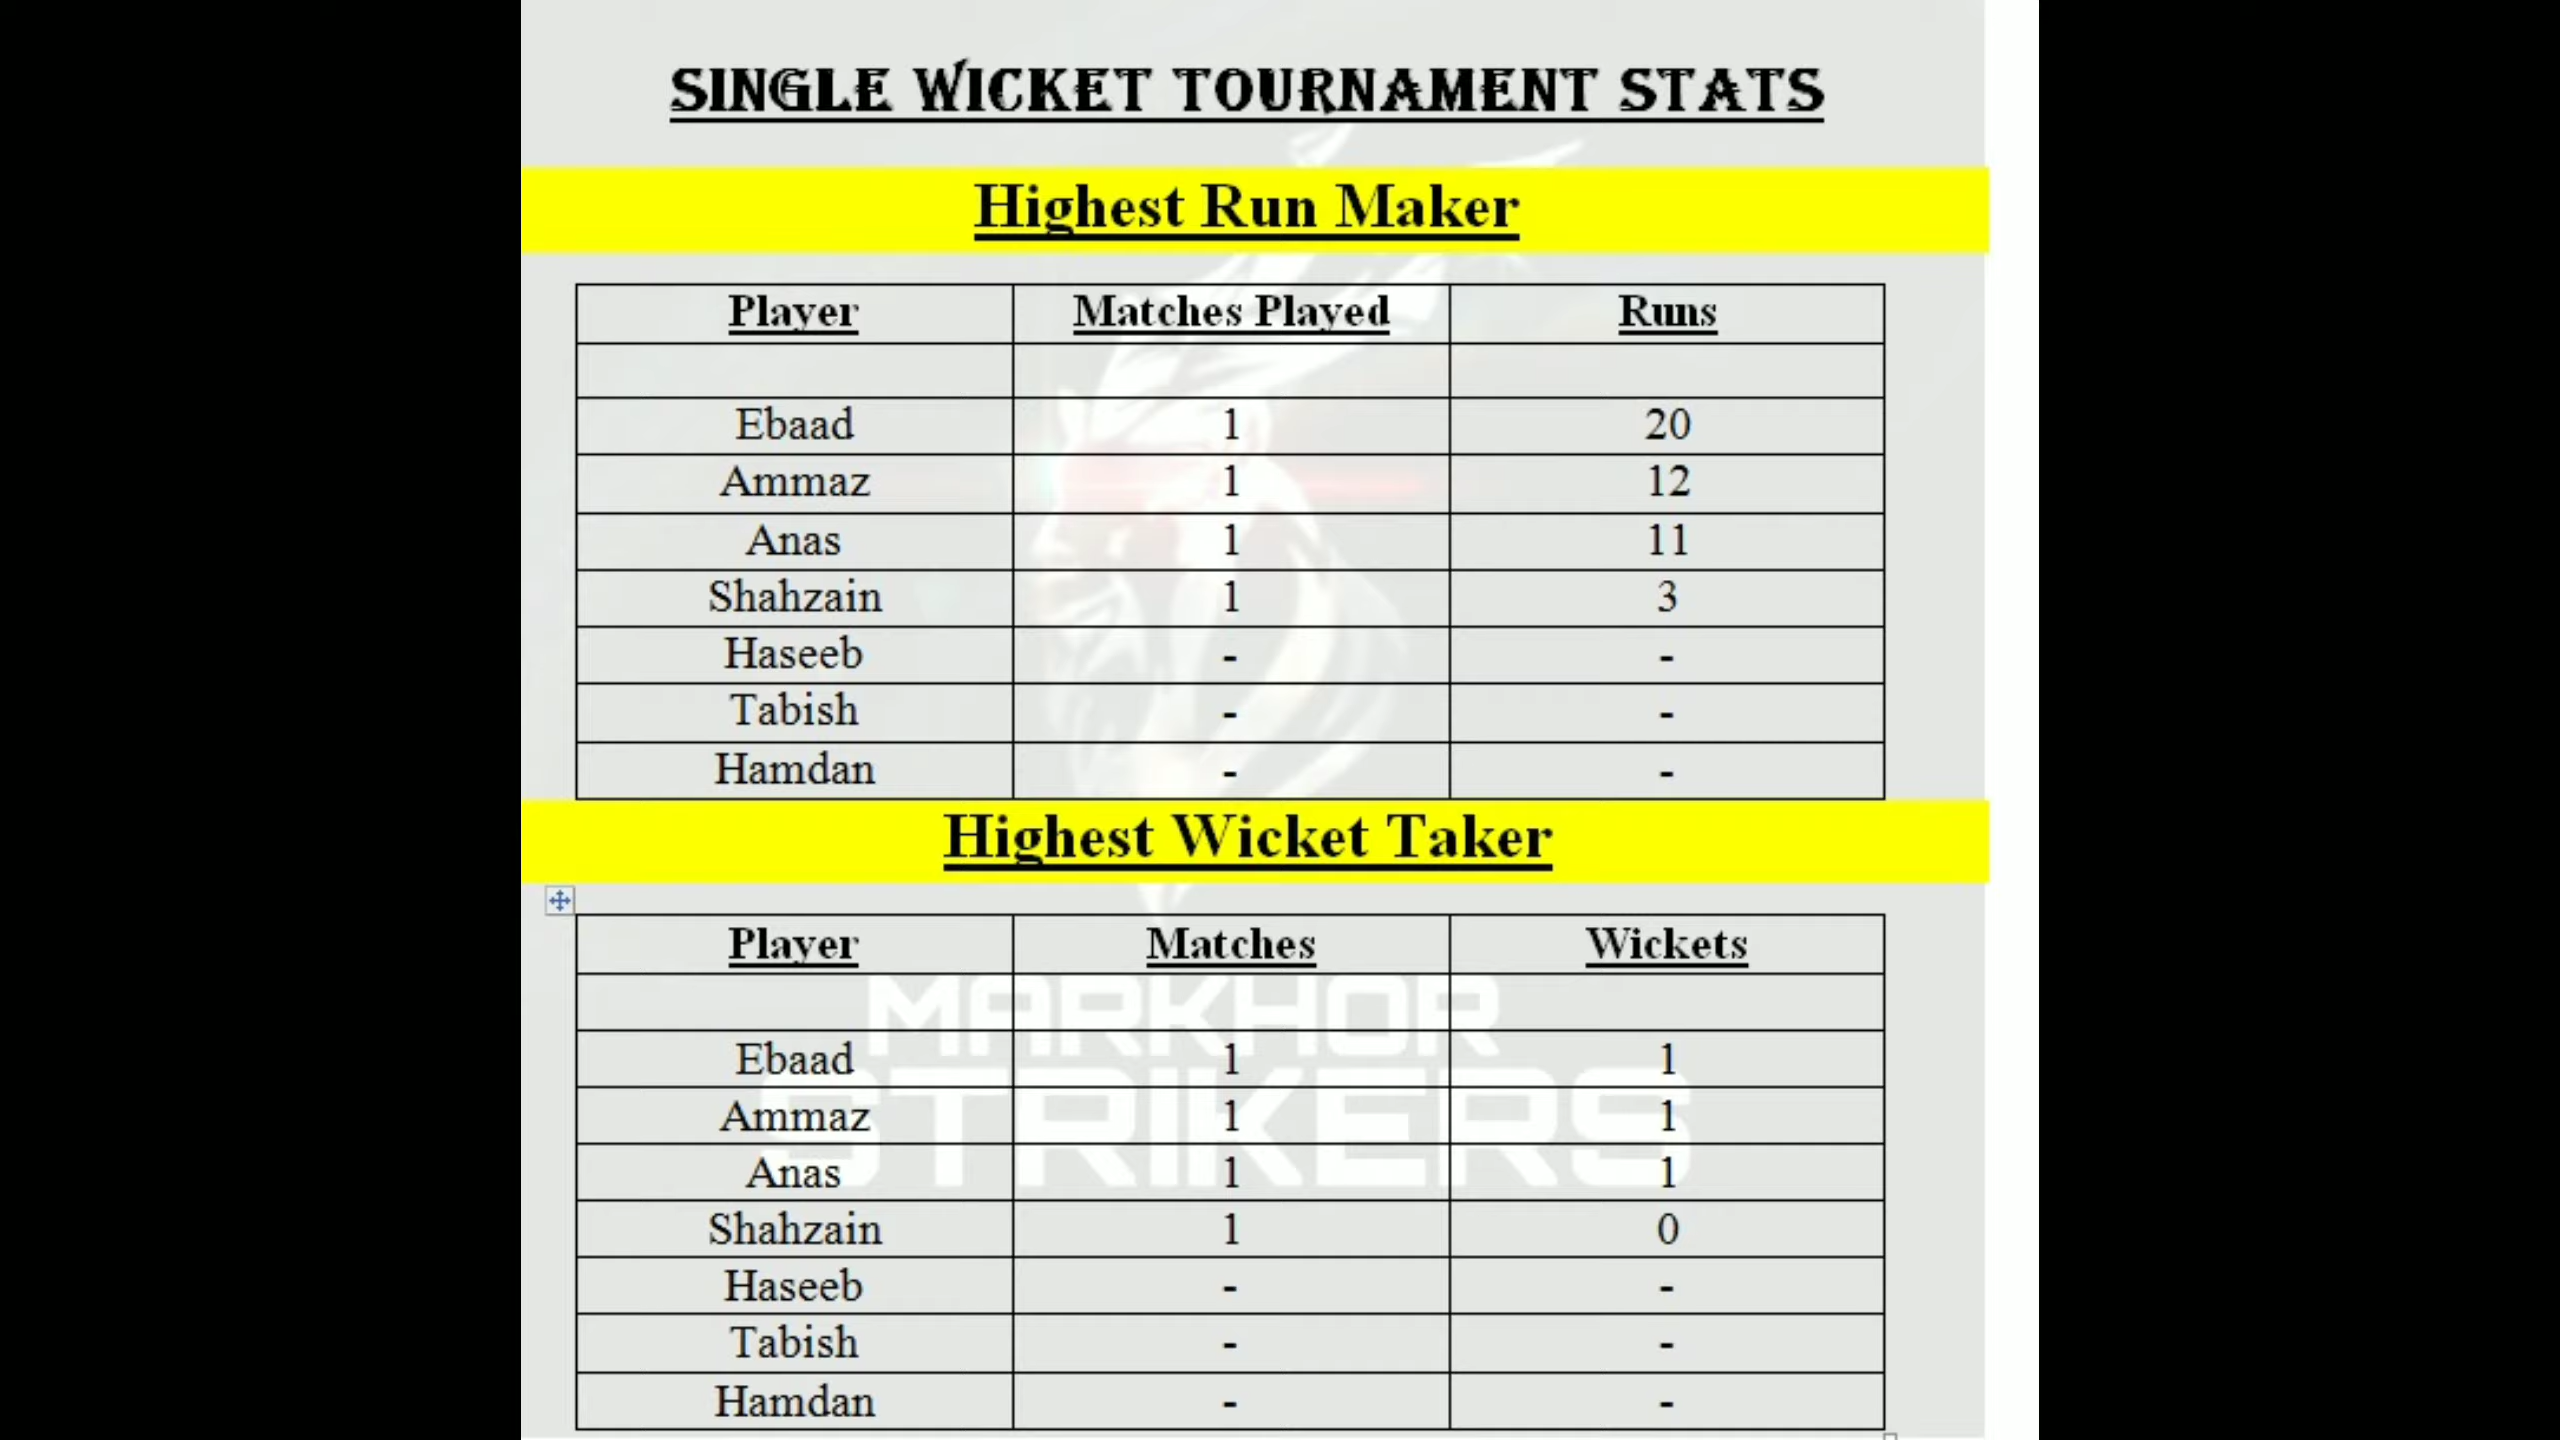 SINGLE WICKET TOURNAMENT STATS
Highest Run Maker
Player Matches Played Runs
Ebaad 1 20
Ammaz 1 12
Anas 1 11
Shahzain 1 3
Haseeb - -
Tabish - -
Hamdan - -
Highest Wicket Taker
Player Matches Wickets
MARKHOR
STRIKERS
Ebaad 1 1
Ammaz 1 1
Anas 1 1
Shahzain 1 0
Haseeb - -
Tabish - -
Hamdan - -